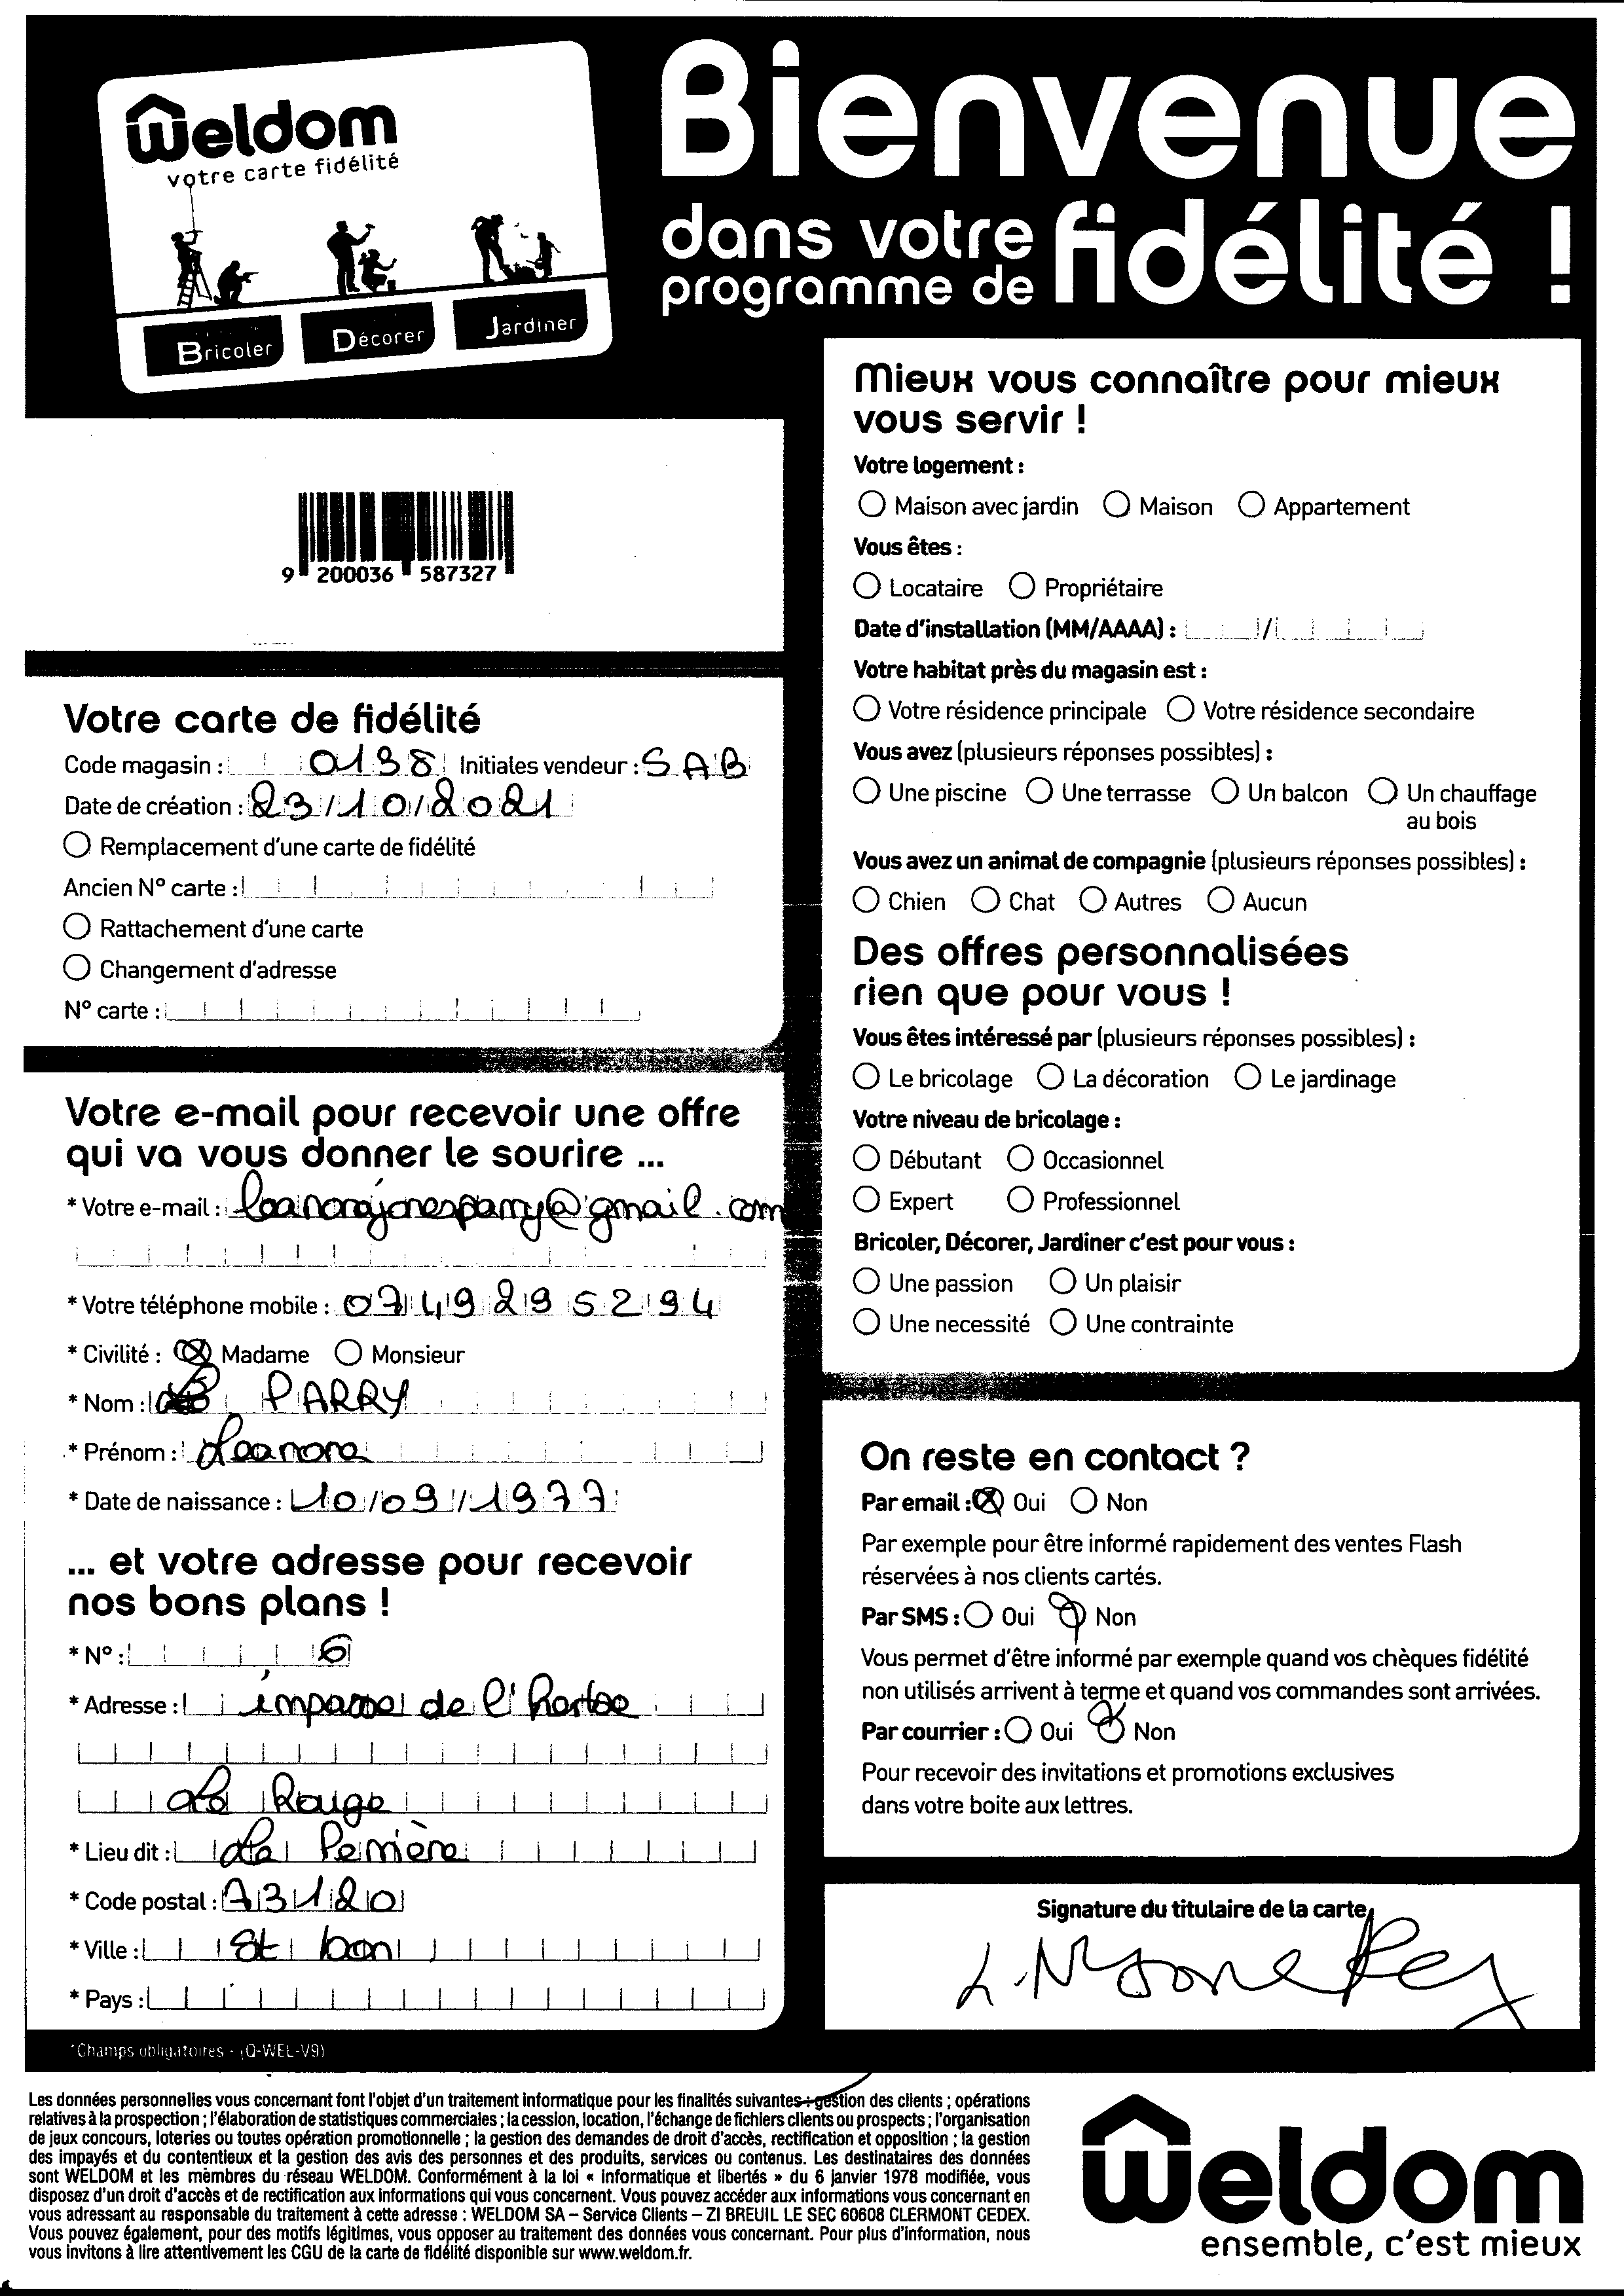 Weldom
votre carte fidélité
Bricoler Décorer Jardiner
Bienvenue
dans votre
programme de fidélité !
9 200036 587327
Votre carte de fidélité
Code magasin : 0138 Initiales vendeur : SAB
Date de création : 23/10/2021
Remplacement d'une carte de fidélité
Ancien N° carte :
Rattachement d'une carte
Changement d'adresse
N° carte :
Votre e-mail pour recevoir une offre
qui va vous donner le sourire ...
* Votre e-mail : leanorajonesparry@gmail.com
* Votre téléphone mobile : 07 49 29 52 94
* Civilité : Madame Monsieur
* Nom : PARRY
* Prénom : Leanora
* Date de naissance : 10/09/1977
... et votre adresse pour recevoir
nos bons plans !
* N° : 6
* Adresse : impasse de l'
La Rouge
* Lieu dit : La Perrière
* Code postal : 73120
* Ville : St bon
* Pays :
*Champs obligatoires - (Q-WEL-V9)
Mieux vous connaître pour mieux
vous servir !
Votre logement :
Maison avec jardin Maison Appartement
Vous êtes :
Locataire Propriétaire
Date d'installation (MM/AAAA) : /
Votre habitat près du magasin est :
Votre résidence principale Votre résidence secondaire
Vous avez (plusieurs réponses possibles) :
Une piscine Une terrasse Un balcon Un chauffage
au bois
Vous avez un animal de compagnie (plusieurs réponses possibles) :
Chien Chat Autres Aucun
Des offres personnalisées
rien que pour vous !
Vous êtes intéressé par (plusieurs réponses possibles) :
Le bricolage La décoration Le jardinage
Votre niveau de bricolage :
Débutant Occasionnel
Expert Professionnel
Bricoler, Décorer, Jardiner c'est pour vous :
Une passion Un plaisir
Une necessité Une contrainte
On reste en contact ?
Par email : Oui Non
Par exemple pour être informé rapidement des ventes Flash
réservées à nos clients cartés.
Par SMS : Oui Non
Vous permet d'être informé par exemple quand vos chèques fidélité
non utilisés arrivent à terme et quand vos commandes sont arrivées.
Par courrier : Oui Non
Pour recevoir des invitations et promotions exclusives
dans votre boite aux lettres.
Signature du titulaire de la carte
Les données personnelles vous concernant font l'objet d'un traitement informatique pour les finalités suivantes : gestion des clients ; opérations
relatives à la prospection ; l'élaboration de statistiques commerciales ; la cession, location, l'échange de fichiers clients ou prospects ; l'organisation
de jeux concours, loteries ou toutes opération promotionnelle ; la gestion des demandes de droit d'accès, rectification et opposition ; la gestion
des impayés et du contentieux et la gestion des avis des personnes et des produits, services ou contenus. Les destinataires des données
sont WELDOM et les membres du réseau WELDOM. Conformément à la loi « informatique et libertés » du 6 janvier 1978 modifiée, vous
disposez d'un droit d'accès et de rectification aux informations qui vous concernent. Vous pouvez accéder aux informations vous concernant en
vous adressant au responsable du traitement à cette adresse : WELDOM SA – Service Clients – ZI BREUIL LE SEC 60608 CLERMONT CEDEX.
Vous pouvez également, pour des motifs légitimes, vous opposer au traitement des données vous concernant. Pour plus d'information, nous
vous invitons à lire attentivement les CGU de la carte de fidélité disponible sur www.weldom.fr.
Weldom
ensemble, c'est mieux